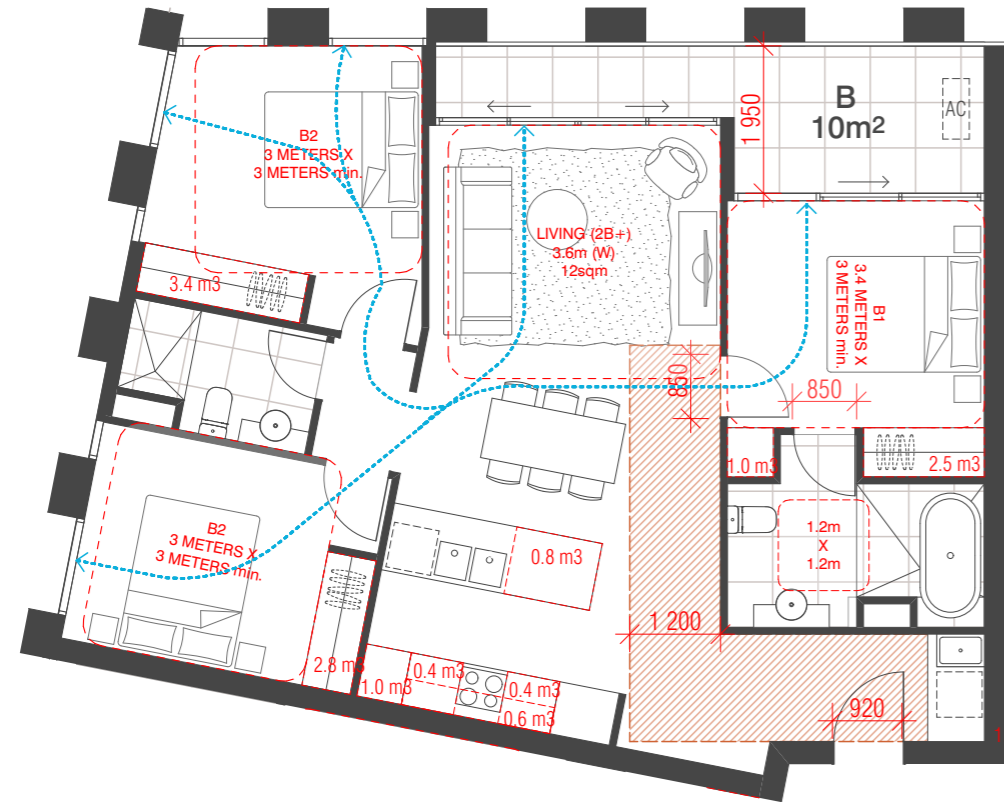 B
10m²
AC
1 950
B2
3 METERS X
3 METERS min.
LIVING (2B+)
3.6m (W)
12sqm
3.4 m3
B1
3.4 METERS X
3 METERS min.
850
850
1.0 m3
2.5 m3
B2
3 METERS X
3 METERS min.
0.8 m3
1.2m
X
1.2m
1 200
2.8 m3
1.0 m3
0.4 m3
0.4 m3
0.6 m3
920
1